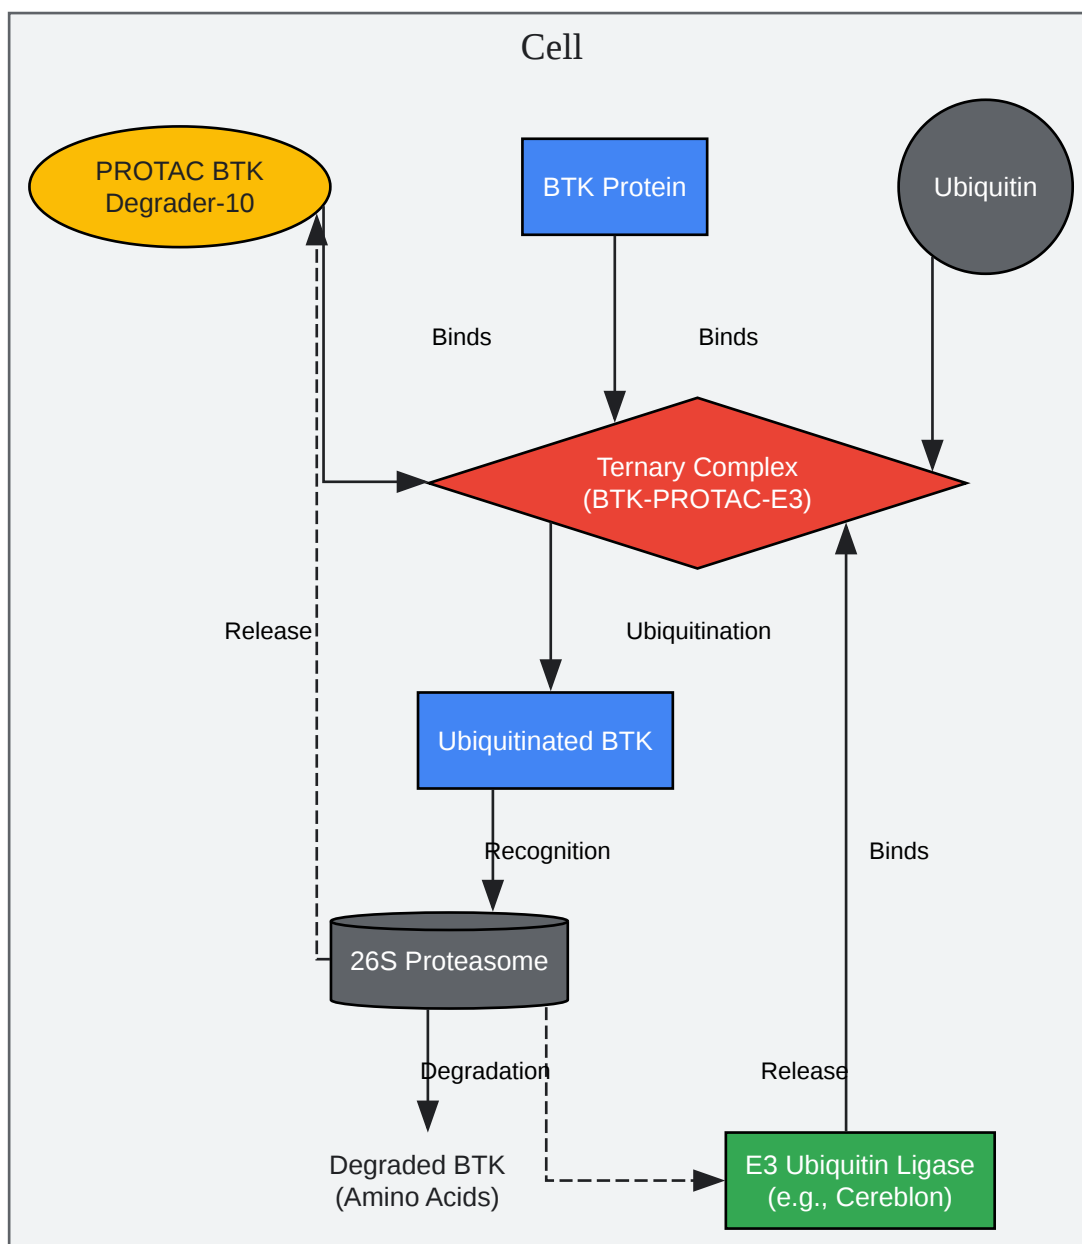 Cell
PROTAC BTK
Degrader-10
BTK Protein
Ubiquitin
Binds
Binds
Ternary Complex
(BTK-PROTAC-E3)
Release
Ubiquitination
Ubiquitinated BTK
Recognition
Binds
26S Proteasome
Degradation
Release
Degraded BTK
(Amino Acids)
E3 Ubiquitin Ligase
(e.g., Cereblon)